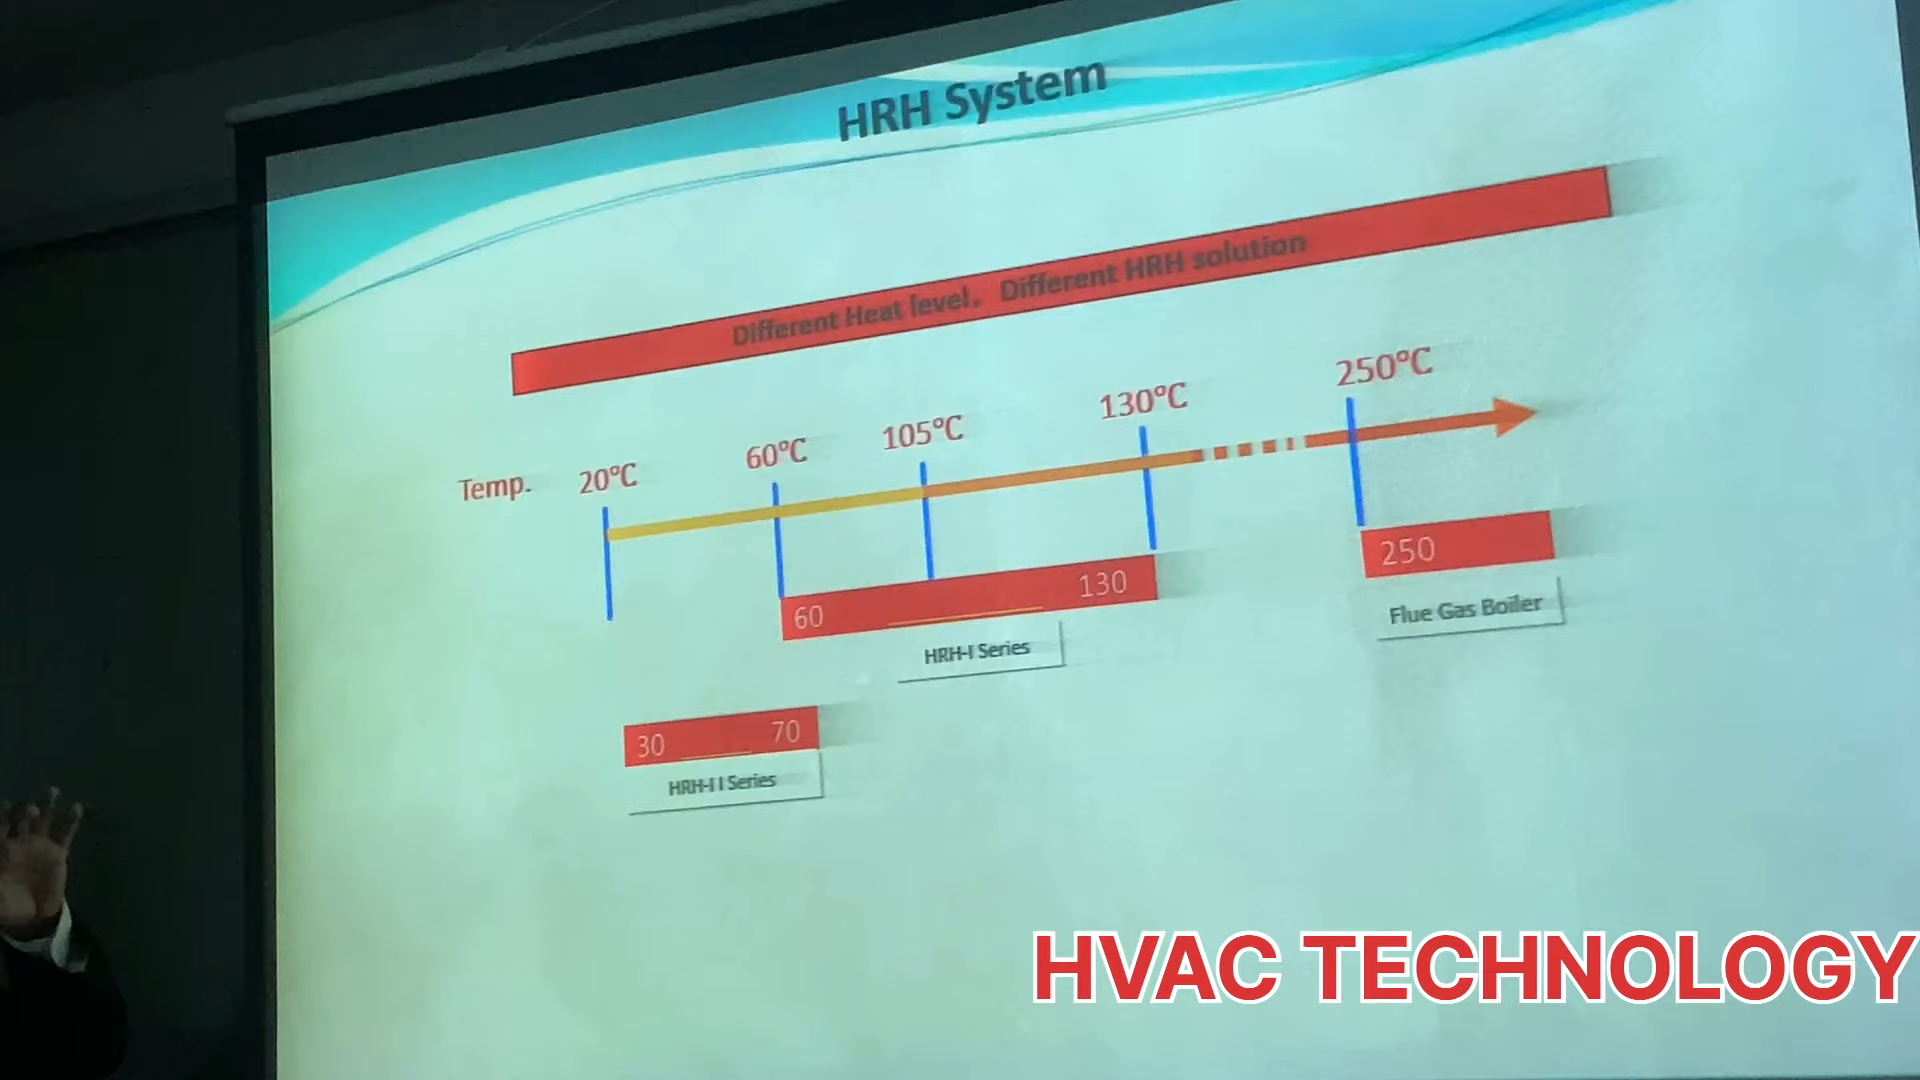 HRH System
Different Heat level. Different HRH solution
Temp. 20°C 60°C 105°C 130°C 250°C
60 130
250
HRH-I Series
Flue Gas Boiler
30 70
HRH-I I Series
HVAC TECHNOLOGY